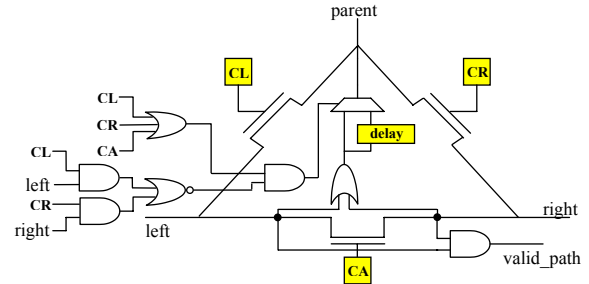 parent
CL
CR
CL
CR
CA
delay
CL
left
CR
right
left
right
valid_path
CA